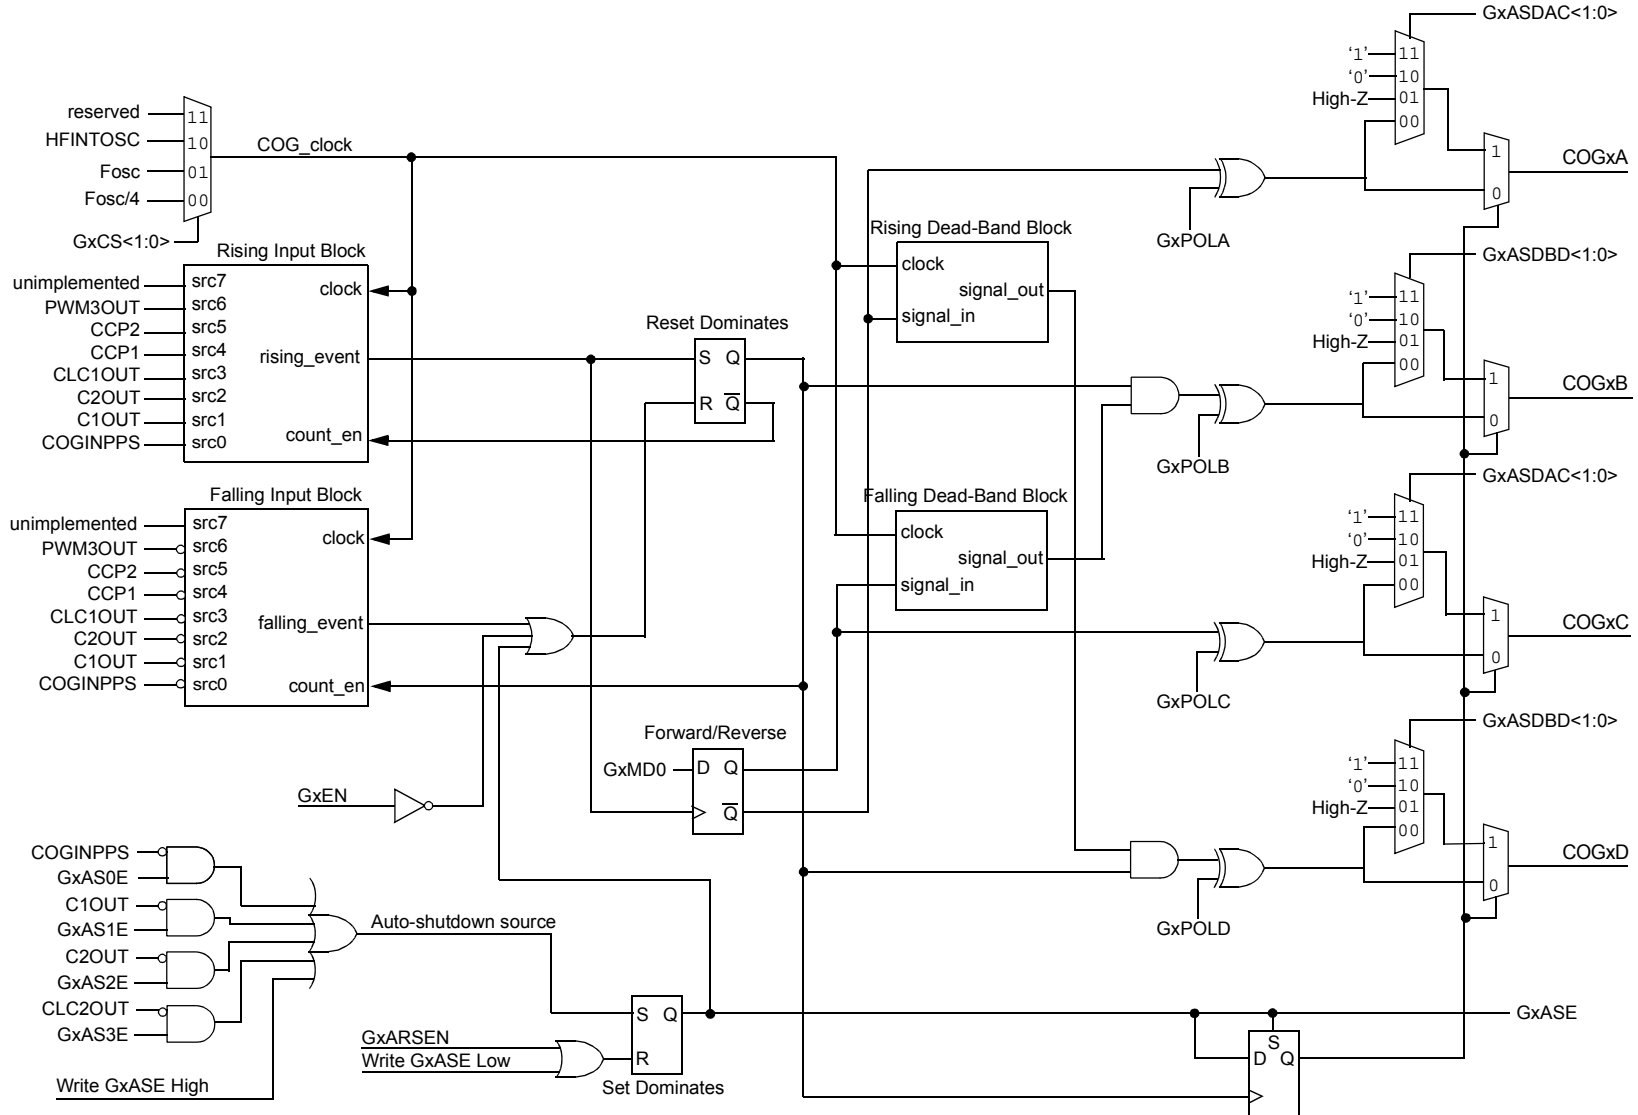 GxASDAC<1:0>
'1' 11
'0' 10
High-Z 01
00
1
0
COGxA
reserved 11
HFINTOSC 10
Fosc 01
Fosc/4 00
GxCS<1:0>
COG_clock
GxPOLA
Rising Input Block
unimplemented src7
PWM3OUT src6
CCP2 src5
CCP1 src4
CLC1OUT src3
C2OUT src2
C1OUT src1
COGINPPS src0
clock
rising_event
count_en
Reset Dominates
S Q
R Q
Rising Dead-Band Block
clock
signal_out
signal_in
GxASDBD<1:0>
'1' 11
'0' 10
High-Z 01
00
1
0
COGxB
GxPOLB
Falling Input Block
unimplemented src7
PWM3OUT src6
CCP2 src5
CCP1 src4
CLC1OUT src3
C2OUT src2
C1OUT src1
COGINPPS src0
clock
falling_event
count_en
Falling Dead-Band Block
clock
signal_out
signal_in
GxASDAC<1:0>
'1' 11
'0' 10
High-Z 01
00
1
0
COGxC
GxPOLC
Forward/Reverse
GxMD0 D Q
Q
GxEN
GxASDBD<1:0>
'1' 11
'0' 10
High-Z 01
00
1
0
COGxD
GxPOLD
COGINPPS
GxAS0E
C1OUT
GxAS1E
C2OUT
GxAS2E
CLC2OUT
GxAS3E
Write GxASE High
Auto-shutdown source
GxARSEN
Write GxASE Low
S Q
R
Set Dominates
GxASE
S
D Q